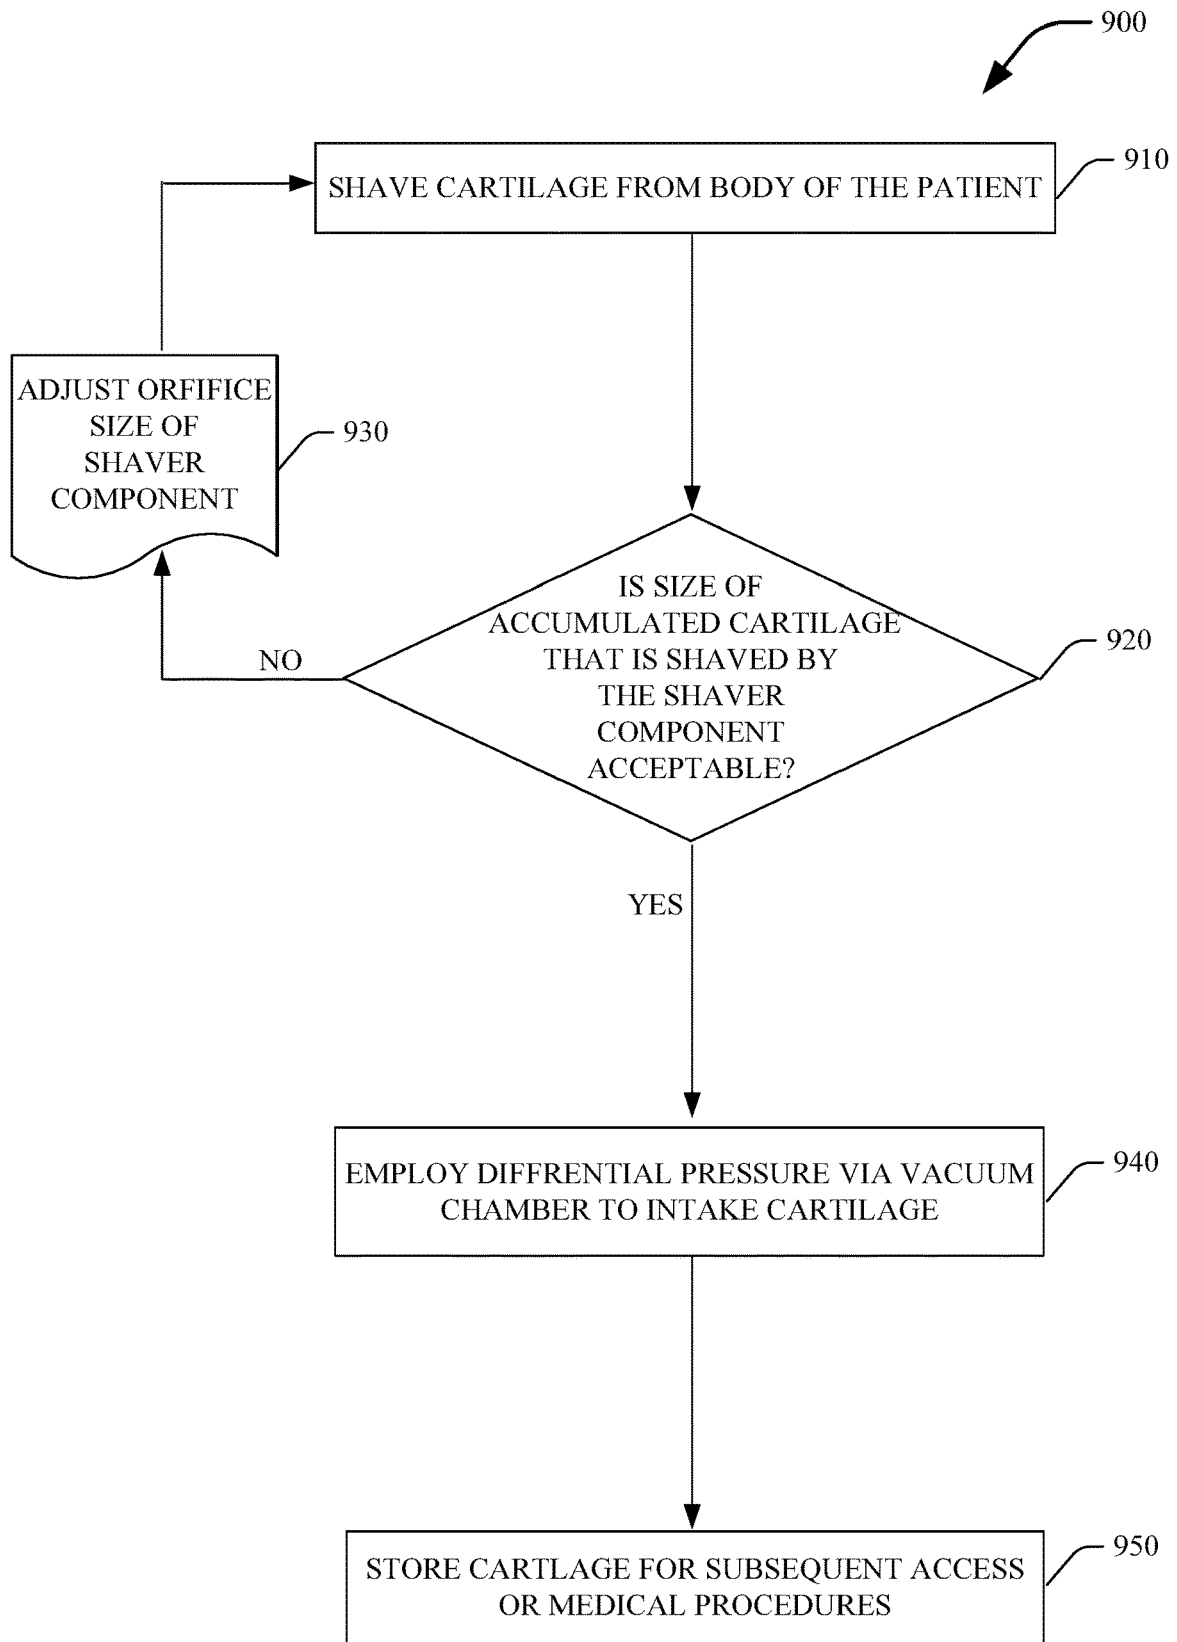 900
SHAVE CARTILAGE FROM BODY OF THE PATIENT
910
ADJUST ORFIFICE
SIZE OF
SHAVER
COMPONENT
930
IS SIZE OF
ACCUMULATED CARTILAGE
THAT IS SHAVED BY
THE SHAVER
COMPONENT
ACCEPTABLE?
920
NO
YES
EMPLOY DIFFRENTIAL PRESSURE VIA VACUUM
CHAMBER TO INTAKE CARTILAGE
940
STORE CARTLAGE FOR SUBSEQUENT ACCESS
OR MEDICAL PROCEDURES
950